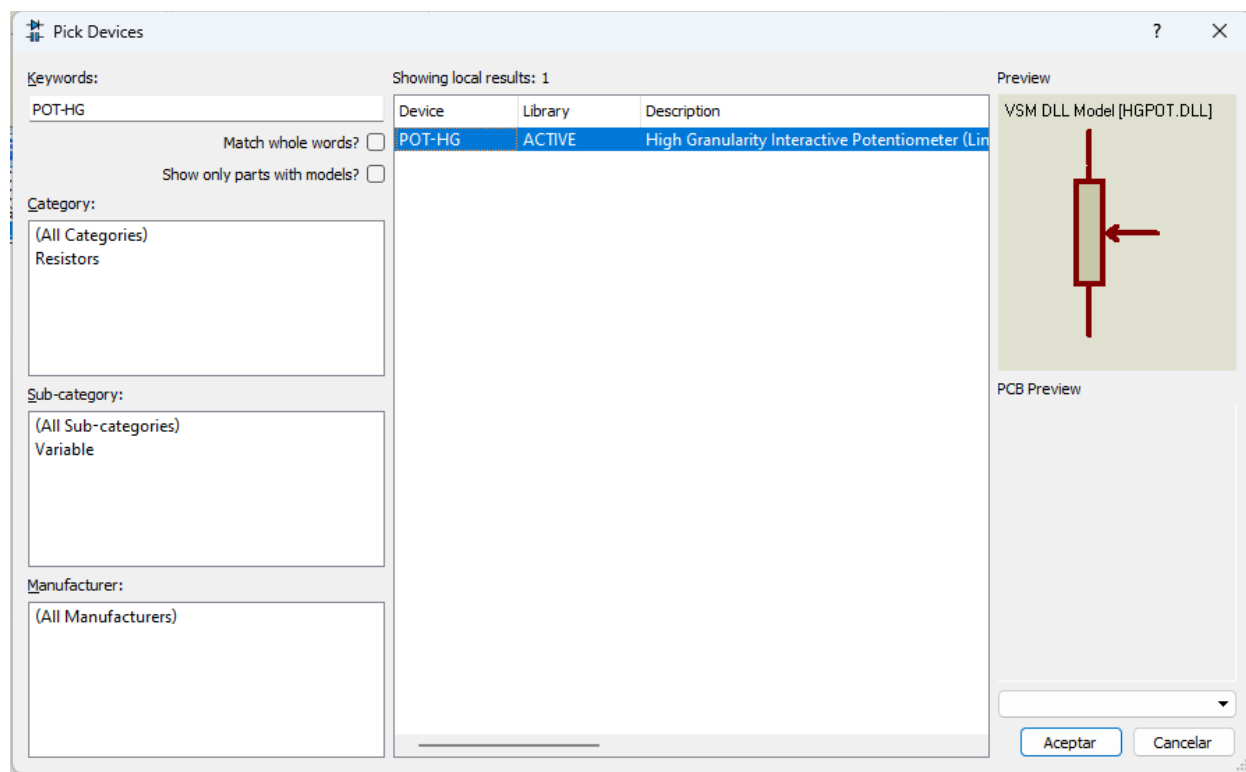 Pick Devices
?
Keywords:
POT-HG
Match whole words?
Show only parts with models?
Category:
(All Categories)
Resistors
Sub-category:
(All Sub-categories)
Variable
Manufacturer:
(All Manufacturers)
Showing local results: 1
Device Library Description
POT-HG ACTIVE High Granularity Interactive Potentiometer (Lin
Preview
VSM DLL Model [HGPOT.DLL]
PCB Preview
Aceptar Cancelar